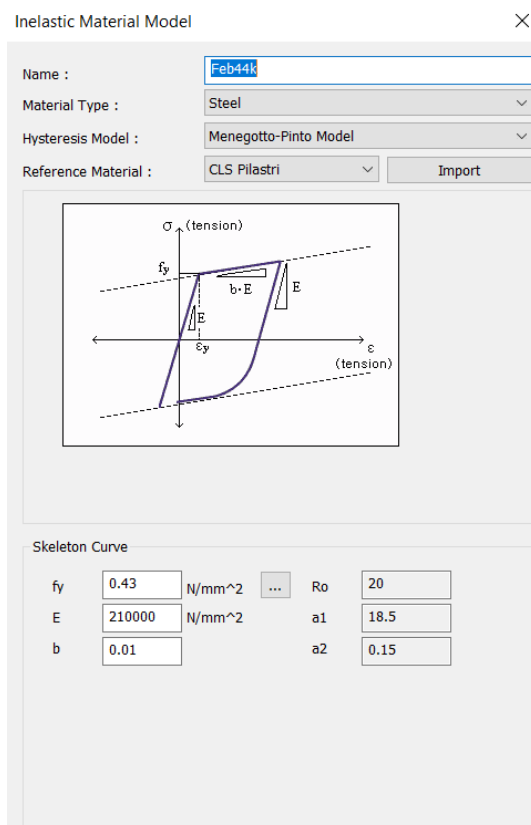 Inelastic Material Model
Name : Feb44k
Material Type : Steel
Hysteresis Model : Menegotto-Pinto Model
Reference Material : CLS Pilastri Import
σ (tension)
fy
b·E
E
E
εy
ε
(tension)
Skeleton Curve
fy 0.43 N/mm^2 ... Ro 20
E 210000 N/mm^2 a1 18.5
b 0.01 a2 0.15